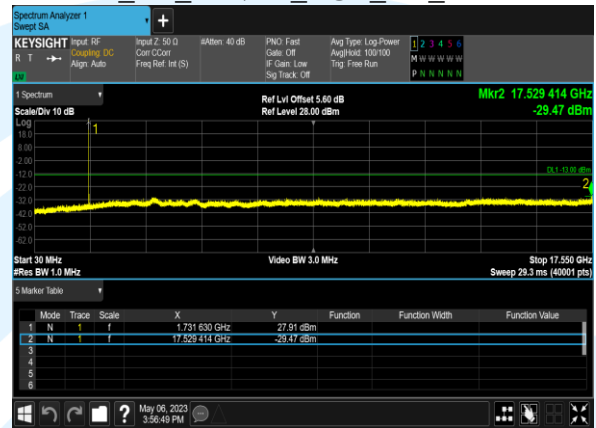 Spectrum Analyzer 1
Swept SA
+
KEYSIGHT
R T
LV
Input: RF
Coupling: DC
Align: Auto
Input Z: 50 Ω
Corr CCorr
Freq Ref: Int (S)
#Atten: 40 dB
PNO: Fast
Gate: Off
IF Gain: Low
Sig Track: Off
Avg Type: Log-Power
Avg|Hold: 100/100
Trig: Free Run
1 2 3 4 5 6
M W W W W W
P N N N N N
1 Spectrum
Scale/Div 10 dB
Ref Lvl Offset 5.60 dB
Ref Level 28.00 dBm
Mkr2 17.529 414 GHz
-29.47 dBm
Log
18.0
8.00
-2.00
-12.0
-22.0
-32.0
-42.0
-52.0
-62.0
1
DL1 -13.00 dBm
2
Start 30 MHz
#Res BW 1.0 MHz
Video BW 3.0 MHz
Stop 17.550 GHz
Sweep 29.3 ms (40001 pts)
5 Marker Table
Mode Trace Scale X Y Function Function Width Function Value
1 N 1 f 1.731 630 GHz 27.91 dBm
2 N 1 f 17.529 414 GHz -29.47 dBm
3
4
5
6
?
May 06, 2023
3:56:49 PM